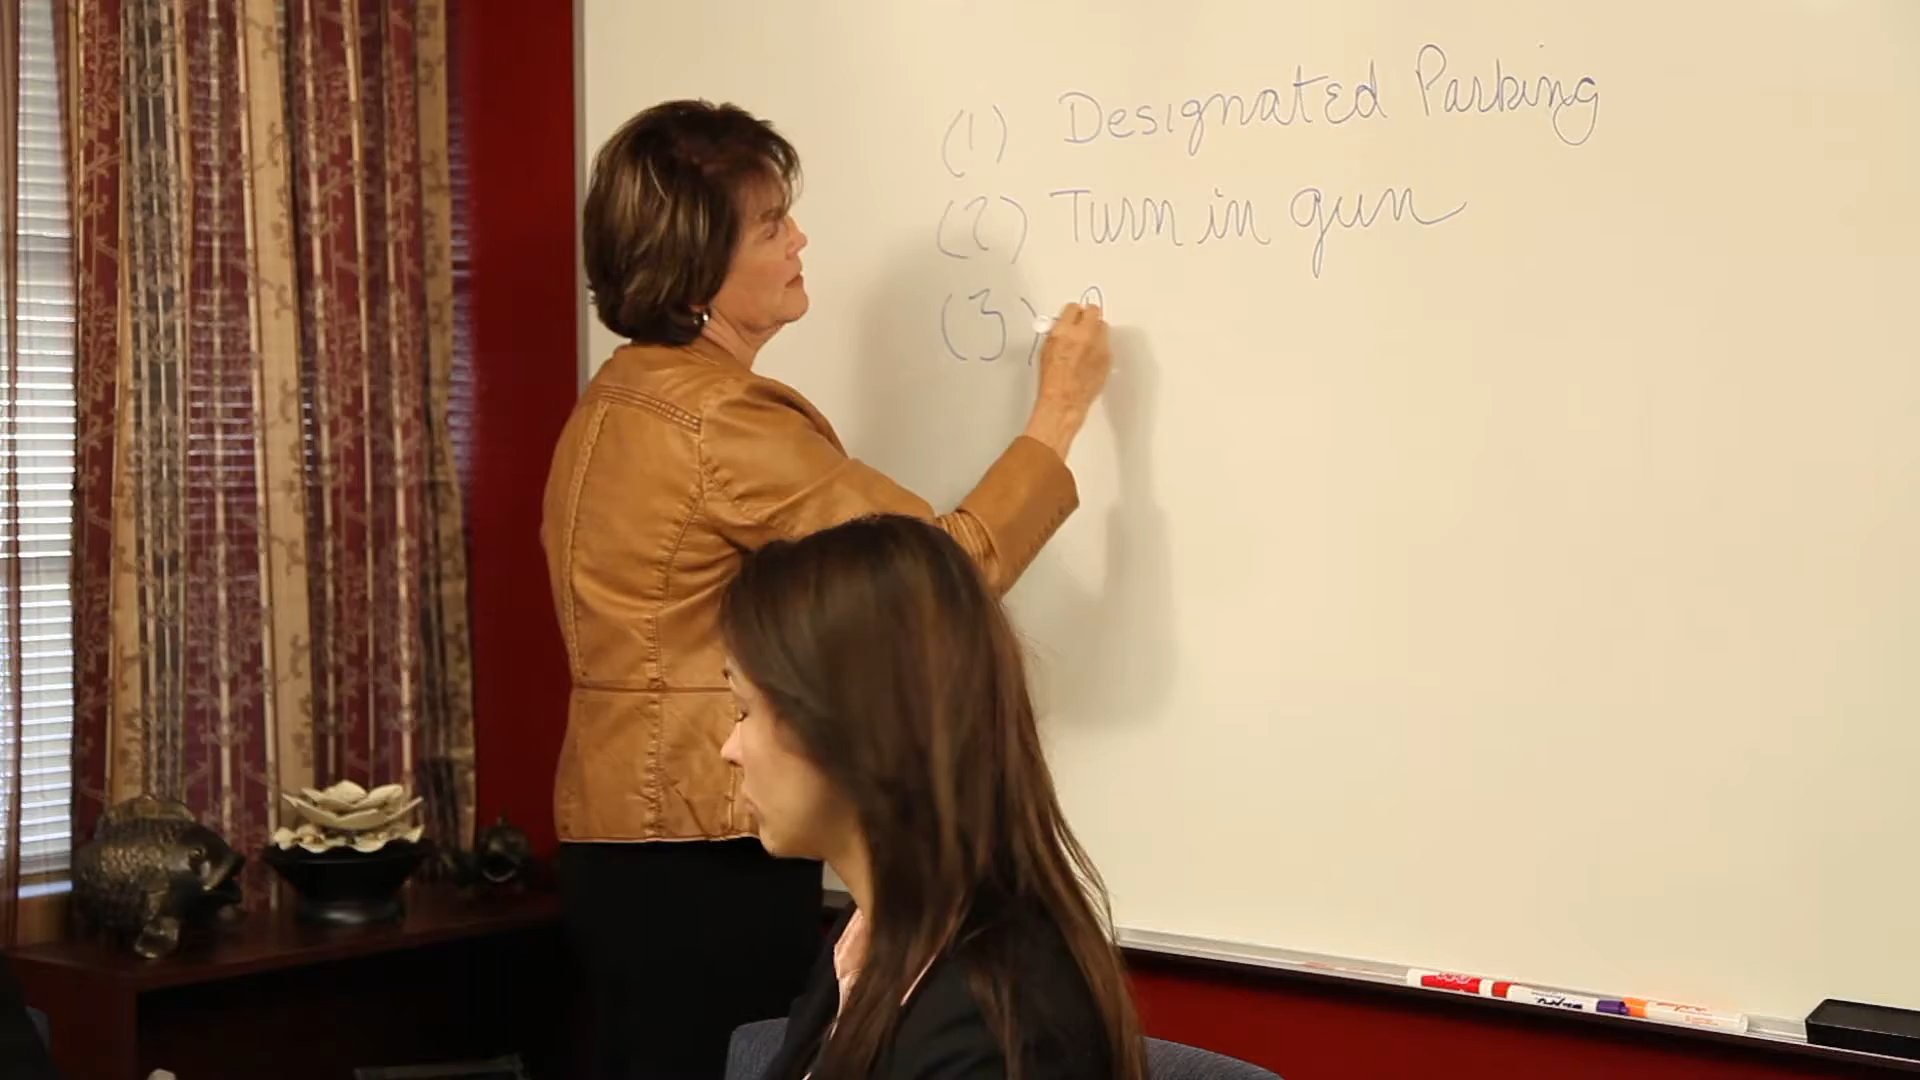 (1) Designated Parking
(2) Turn in gun
(3)